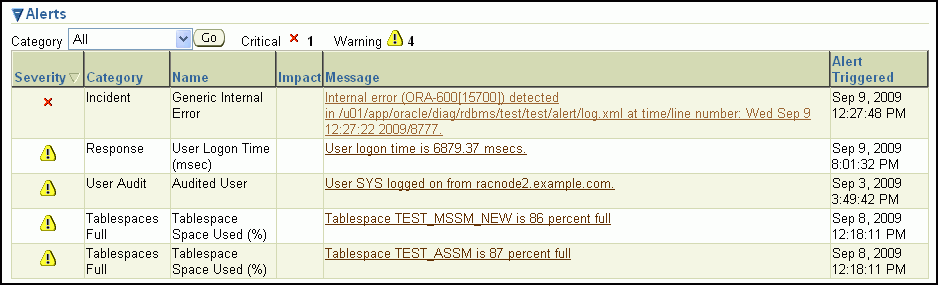 Alerts
Category All Go Critical 1 Warning 4
Severity Category Name Impact Message Alert Triggered
Incident Generic Internal Error Internal error (ORA-600[15700]) detected in /u01/app/oracle/diag/rdbms/test/test/alert/log.xml at time/line number: Wed Sep 9 12:27:22 2009/8777. Sep 9, 2009 12:27:48 PM
Response User Logon Time (msec) User logon time is 6879.37 msecs. Sep 9, 2009 8:01:32 PM
User Audit Audited User User SYS logged on from racnode2.example.com. Sep 3, 2009 3:49:42 PM
Tablespaces Full Tablespace Space Used (%) Tablespace TEST_MSSM_NEW is 86 percent full Sep 8, 2009 12:18:11 PM
Tablespaces Full Tablespace Space Used (%) Tablespace TEST_ASSM is 87 percent full Sep 8, 2009 12:18:11 PM